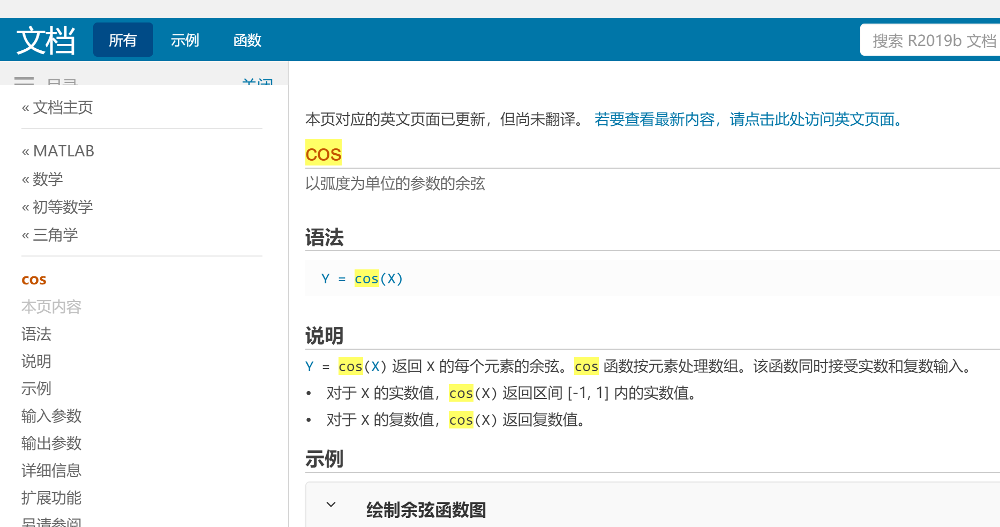 文档 所有 示例 函数 搜索 R2019b 文档
目录 关闭
« 文档主页
« MATLAB
« 数学
« 初等数学
« 三角学
cos
本页内容
语法
说明
示例
输入参数
输出参数
详细信息
扩展功能
另请参阅
本页对应的英文页面已更新，但尚未翻译。 若要查看最新内容，请点击此处访问英文页面。
cos
以弧度为单位的参数的余弦
语法
Y = cos(X)
说明
Y = cos(X) 返回 X 的每个元素的余弦。cos 函数按元素处理数组。该函数同时接受实数和复数输入。
• 对于 X 的实数值，cos(X) 返回区间 [-1, 1] 内的实数值。
• 对于 X 的复数值，cos(X) 返回复数值。
示例
绘制余弦函数图